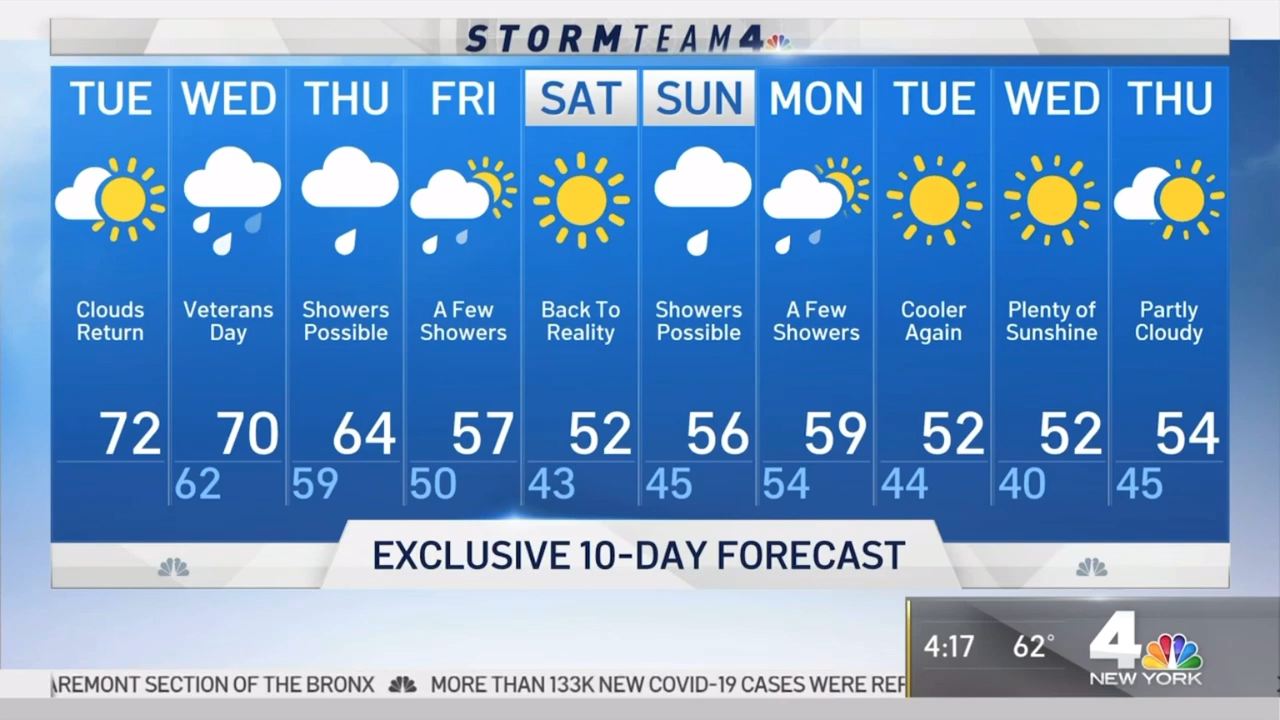 STORMTEAM4
TUE WED THU FRI SAT SUN MON TUE WED THU
Clouds Return
Veterans Day
Showers Possible
A Few Showers
Back To Reality
Showers Possible
A Few Showers
Cooler Again
Plenty of Sunshine
Partly Cloudy
72 70 64 57 52 56 59 52 52 54
62 59 50 43 45 54 44 40 45
EXCLUSIVE 10-DAY FORECAST
4:17 62° 4
NEW YORK
REMONT SECTION OF THE BRONX MORE THAN 133K NEW COVID-19 CASES WERE